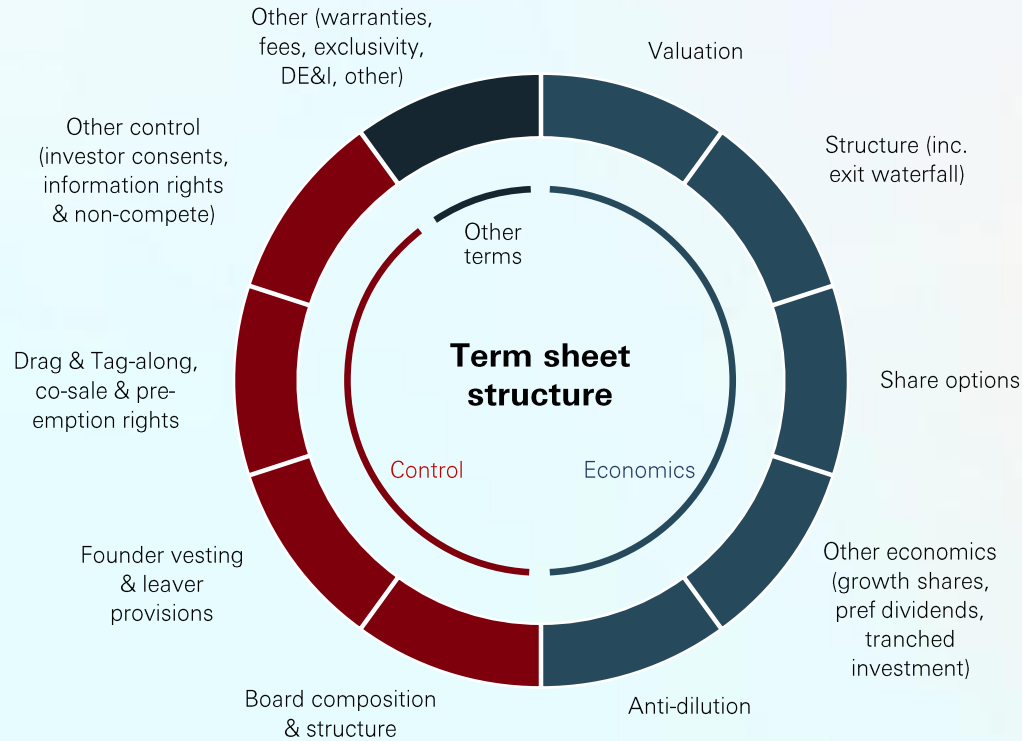 Other (warranties,
fees, exclusivity,
DE&I, other)
Valuation
Structure (inc.
exit waterfall)
Share options
Other economics
(growth shares,
pref dividends,
tranched
investment)
Anti-dilution
Board composition
& structure
Founder vesting
& leaver
provisions
Drag & Tag-along,
co-sale & pre-
emption rights
Other control
(investor consents,
information rights
& non-compete)
Other
terms
Term sheet
structure
Control
Economics